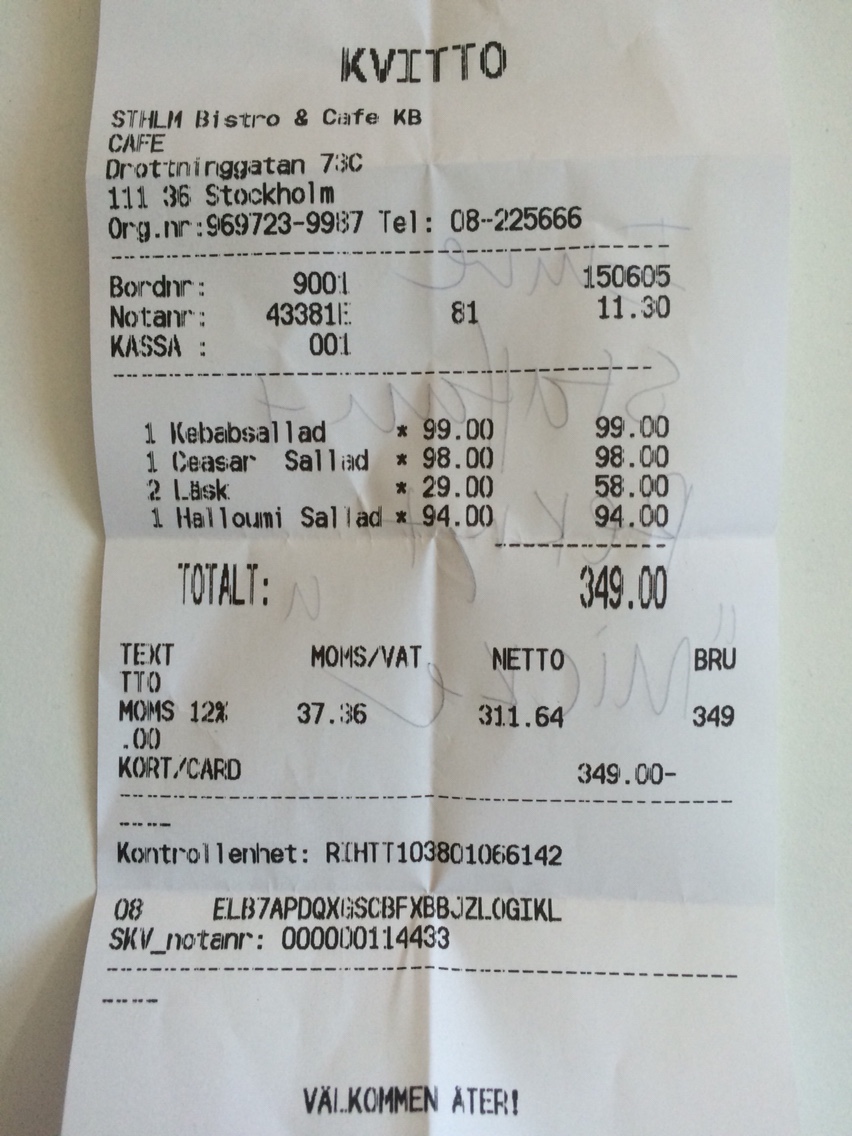 KVITTO
STHLM Bistro & Cafe KB
CAFE
Drottninggatan 73C
111 36 Stockholm
Org.nr:969723-9987 Tel: 08-225666
Bordnr: 9001 150605
Notanr: 43381E 81 11.30
KASSA : 001
1 Kebabsallad * 99.00 99.00
1 Ceasar Sallad * 98.00 98.00
2 Läsk * 29.00 58.00
1 Halloumi Sallad * 94.00 94.00
TOTALT: 349.00
TEXT MOMS/VAT NETTO BRU
TTO
MOMS 12% 37.36 311.64 349
.00
KORT/CARD 349.00-
Kontrollenhet: RIHTT103801066142
08 ELB7APDQXGSCBFXBBJZLOGIKL
SKV_notanr: 000000114433
VÄLKOMMEN ÅTER!